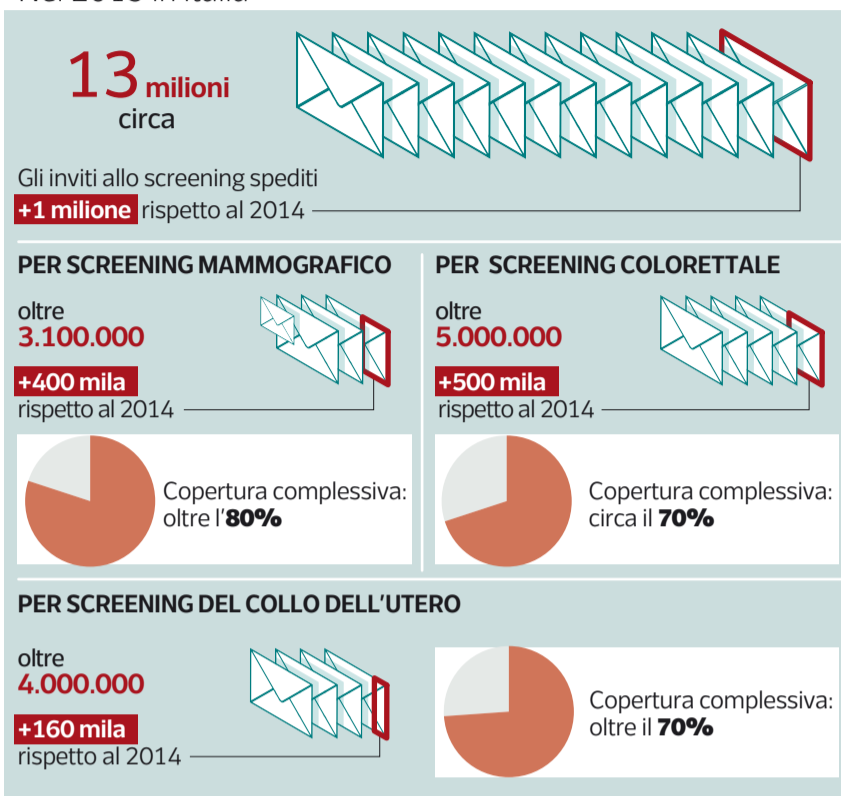 13 milioni
circa
Gli inviti allo screening spediti
+1 milione rispetto al 2014
PER SCREENING MAMMOGRAFICO
oltre
3.100.000
+400 mila
rispetto al 2014
Copertura complessiva:
oltre l'80%
PER SCREENING COLORETTALE
oltre
5.000.000
+500 mila
rispetto al 2014
Copertura complessiva:
circa il 70%
PER SCREENING DEL COLLO DELL'UTERO
oltre
4.000.000
+160 mila
rispetto al 2014
Copertura complessiva:
oltre il 70%